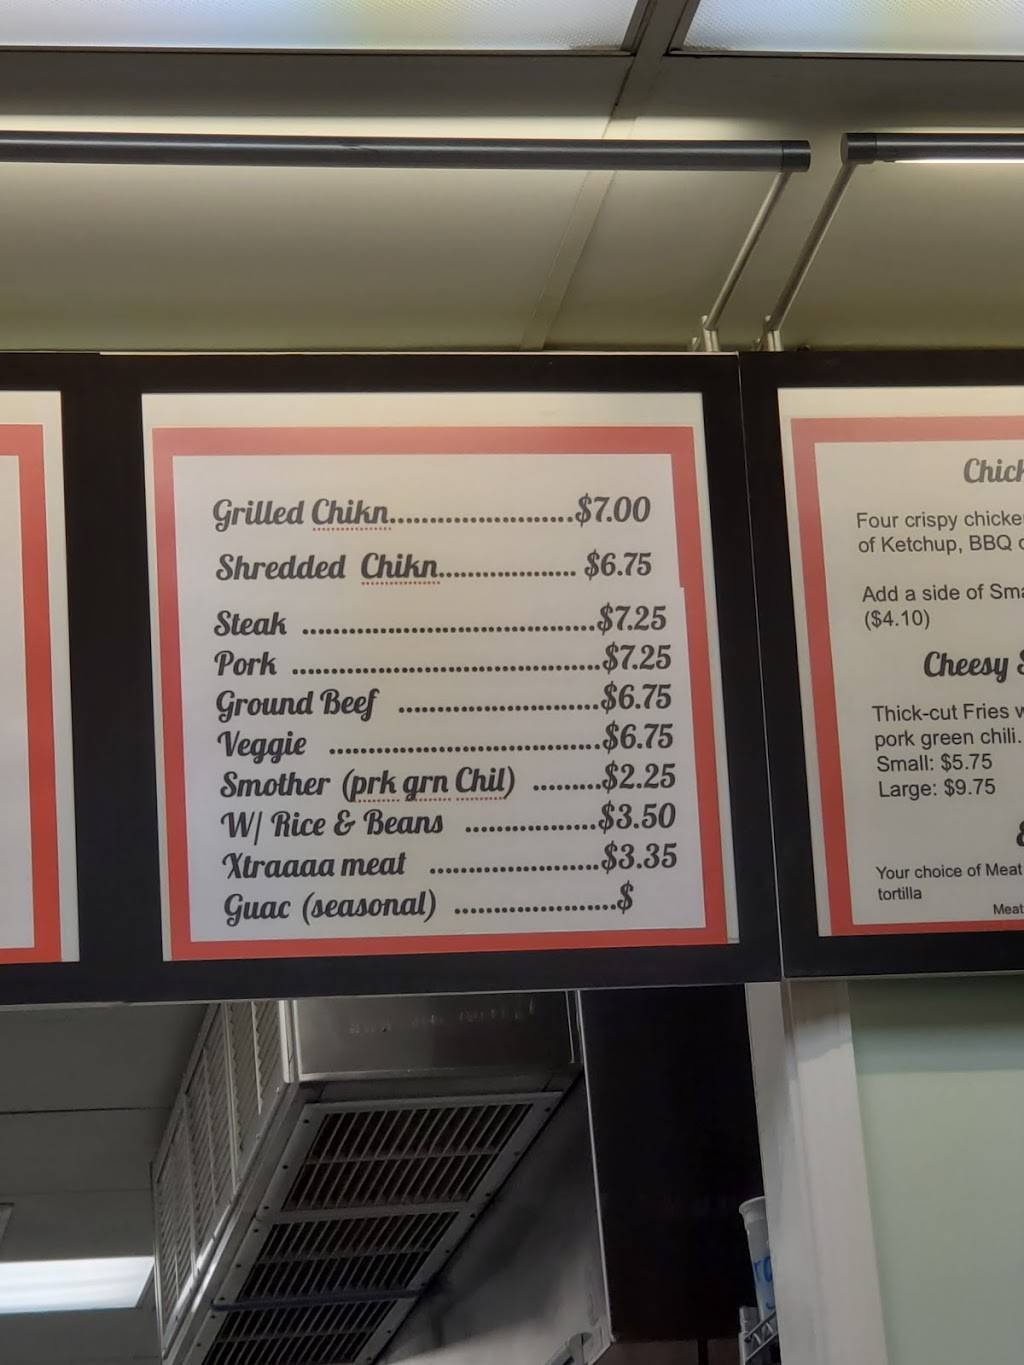 Grilled Chikn........................$7.00
Shredded Chikn.................. $6.75
Steak ......................................$7.25
Pork ........................................$7.25
Ground Beef ..........................$6.75
Veggie ...................................$6.75
Smother (prk grn Chil) .........$2.25
W/ Rice & Beans .................$3.50
Xtraaaa meat ......................$3.35
Guac (seasonal) .....................$
Four crispy
of Ketchup, BBQ
Add a side of
($4.10)
Cheesy
Thick-cut Fries
pork green chili.
Small: $5.75
Large: $9.75
Your choice of Meat
tortilla
Meat